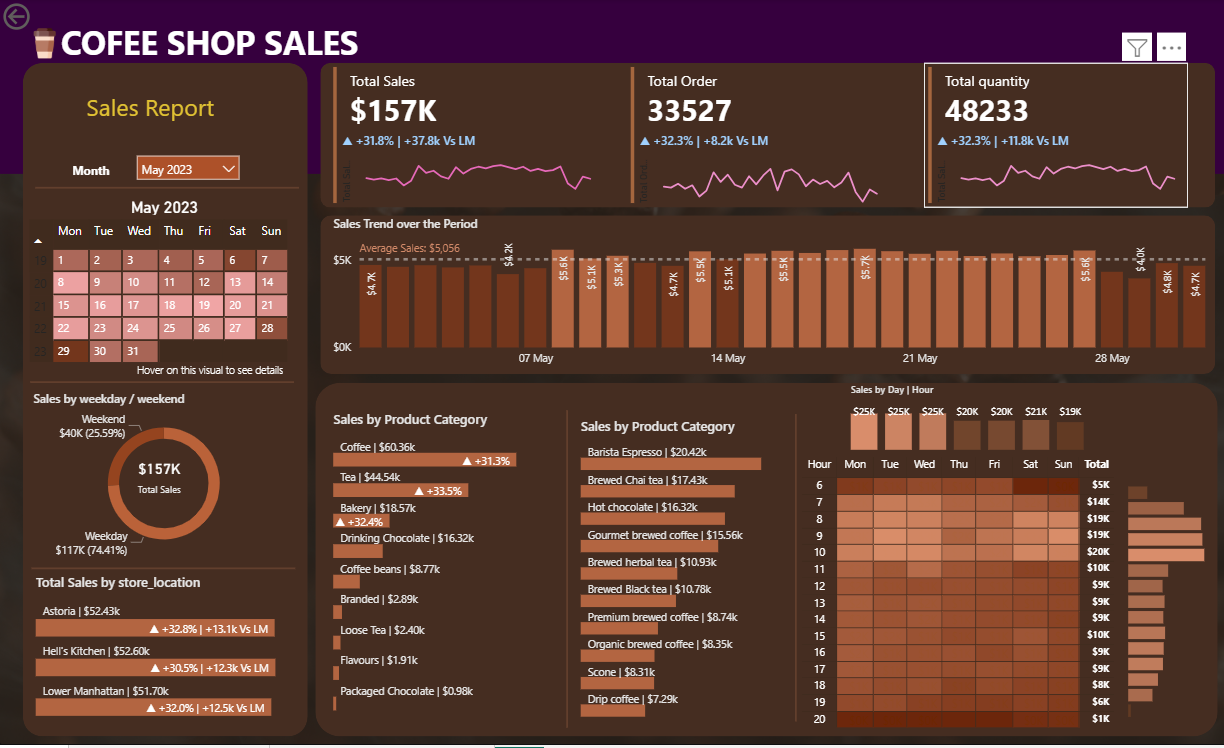 COFEE SHOP SALES
Sales Report
Month
May 2023
May 2023
Mon Tue Wed Thu Fri Sat Sun
19 1 2 3 4 5 6 7
20 8 9 10 11 12 13 14
21 15 16 17 18 19 20 21
22 22 23 24 25 26 27 28
23 29 30 31
Hover on this visual to see details
Sales by weekday / weekend
Weekend
$40K (25.59%)
$157K
Total Sales
Weekday
$117K (74.41%)
Total Sales by store_location
Astoria | $52.43k
▲ +32.8% | +13.1k Vs LM
Hell's Kitchen | $52.60k
▲ +30.5% | +12.3k Vs LM
Lower Manhattan | $51.70k
▲ +32.0% | +12.5k Vs LM
Total Sales
$157K
▲ +31.8% | +37.8k Vs LM
Total Sal...
Total Order
33527
▲ +32.3% | +8.2k Vs LM
Total Ord...
Total quantity
48233
▲ +32.3% | +11.8k Vs LM
Total Sal...
Sales Trend over the Period
Average Sales: $5,056
$5K
$0K
$4.7K
$4.2K
$5.6K
$5.1K
$5.3K
$4.7K
$5.5K
$5.1K
$5.5K
$5.7K
$5.6K
$4.0K
$4.8K
$4.7K
07 May 14 May 21 May 28 May
Sales by Product Category
Coffee | $60.36k
▲ +31.3%
Tea | $44.54k
▲ +33.5%
Bakery | $18.57k
▲ +32.4%
Drinking Chocolate | $16.32k
Coffee beans | $8.77k
Branded | $2.89k
Loose Tea | $2.40k
Flavours | $1.91k
Packaged Chocolate | $0.98k
Sales by Product Category
Barista Espresso | $20.42k
Brewed Chai tea | $17.43k
Hot chocolate | $16.32k
Gourmet brewed coffee | $15.56k
Brewed herbal tea | $10.93k
Brewed Black tea | $10.78k
Premium brewed coffee | $8.74k
Organic brewed coffee | $8.35k
Scone | $8.31k
Drip coffee | $7.29k
Sales by Day | Hour
$25K $25K $25K $20K $20K $21K $19K
Hour Mon Tue Wed Thu Fri Sat Sun Total
6 $5K
7 $14K
8 $19K
9 $19K
10 $20K
11 $10K
12 $9K
13 $9K
14 $9K
15 $10K
16 $9K
17 $9K
18 $8K
19 $6K
20 $1K